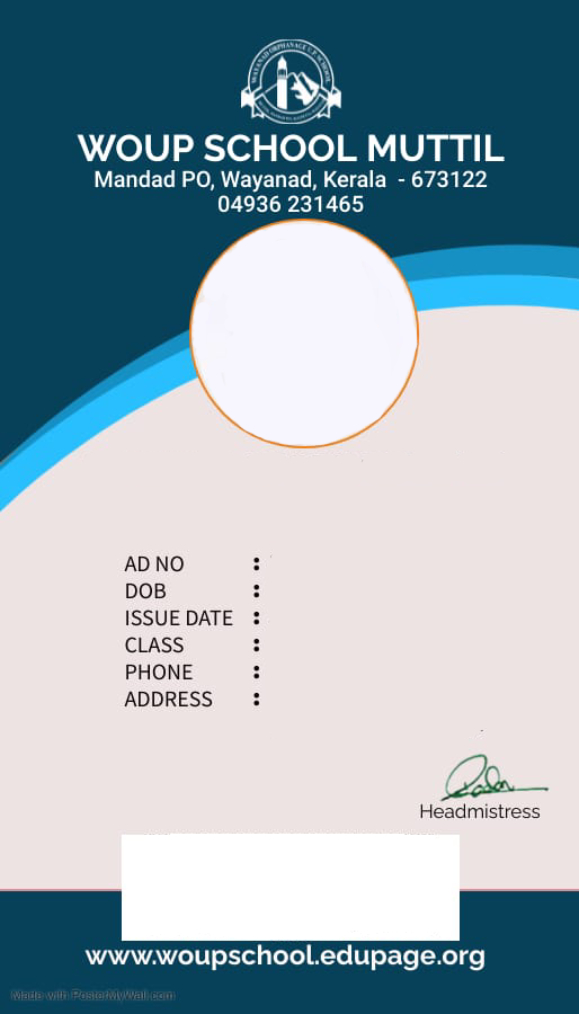 WAYANAD ORPHANAGE U.P. SCHOOL
WOUP SCHOOL MUTTIL
Mandad PO, Wayanad, Kerala - 673122
04936 231465
AD NO :
DOB :
ISSUE DATE :
CLASS :
PHONE :
ADDRESS :
Headmistress
www.woupschool.edupage.org
Made with PosterMyWall.com